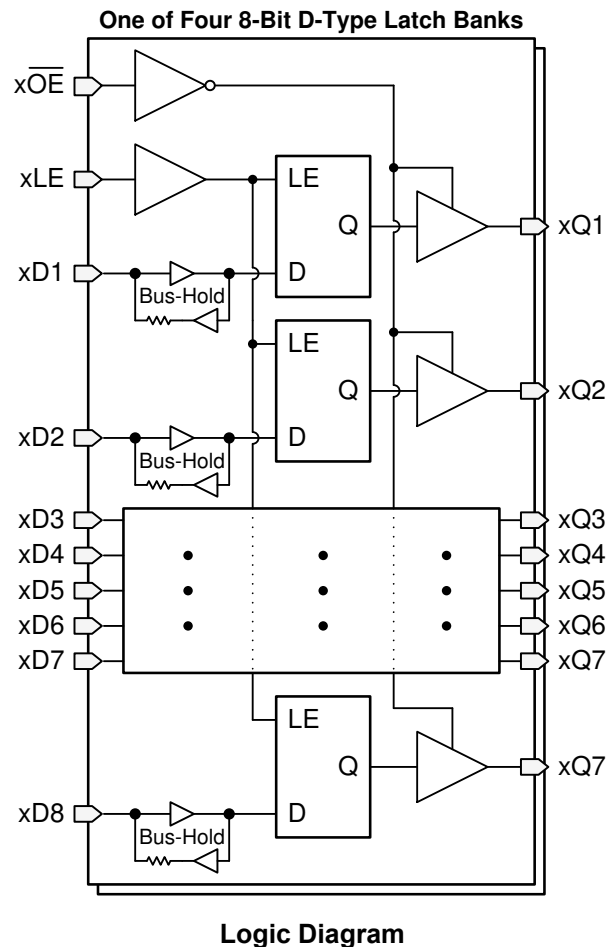 One of Four 8-Bit D-Type Latch Banks
xO̅E̅
xLE
LE
Q
xQ1
xD1
D
Bus-Hold
LE
Q
xQ2
xD2
D
Bus-Hold
xD3
xQ3
xD4
xQ4
xD5
xQ5
xD6
xQ6
xD7
xQ7
LE
Q
xQ7
xD8
D
Bus-Hold
Logic Diagram